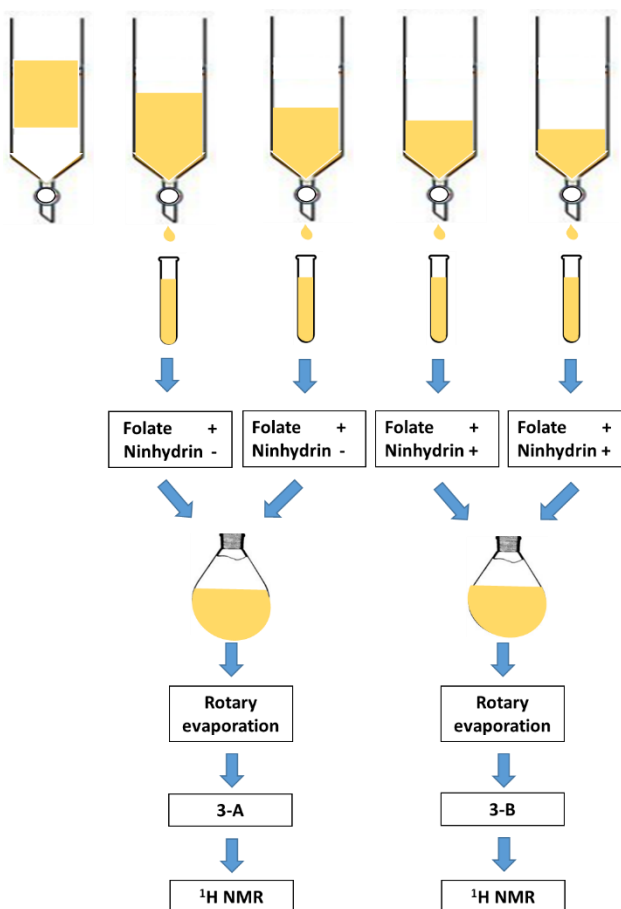 Folate +
Ninhydrin -
Folate +
Ninhydrin -
Folate +
Ninhydrin +
Folate +
Ninhydrin +
Rotary
evaporation
Rotary
evaporation
3-A
3-B
¹H NMR
¹H NMR